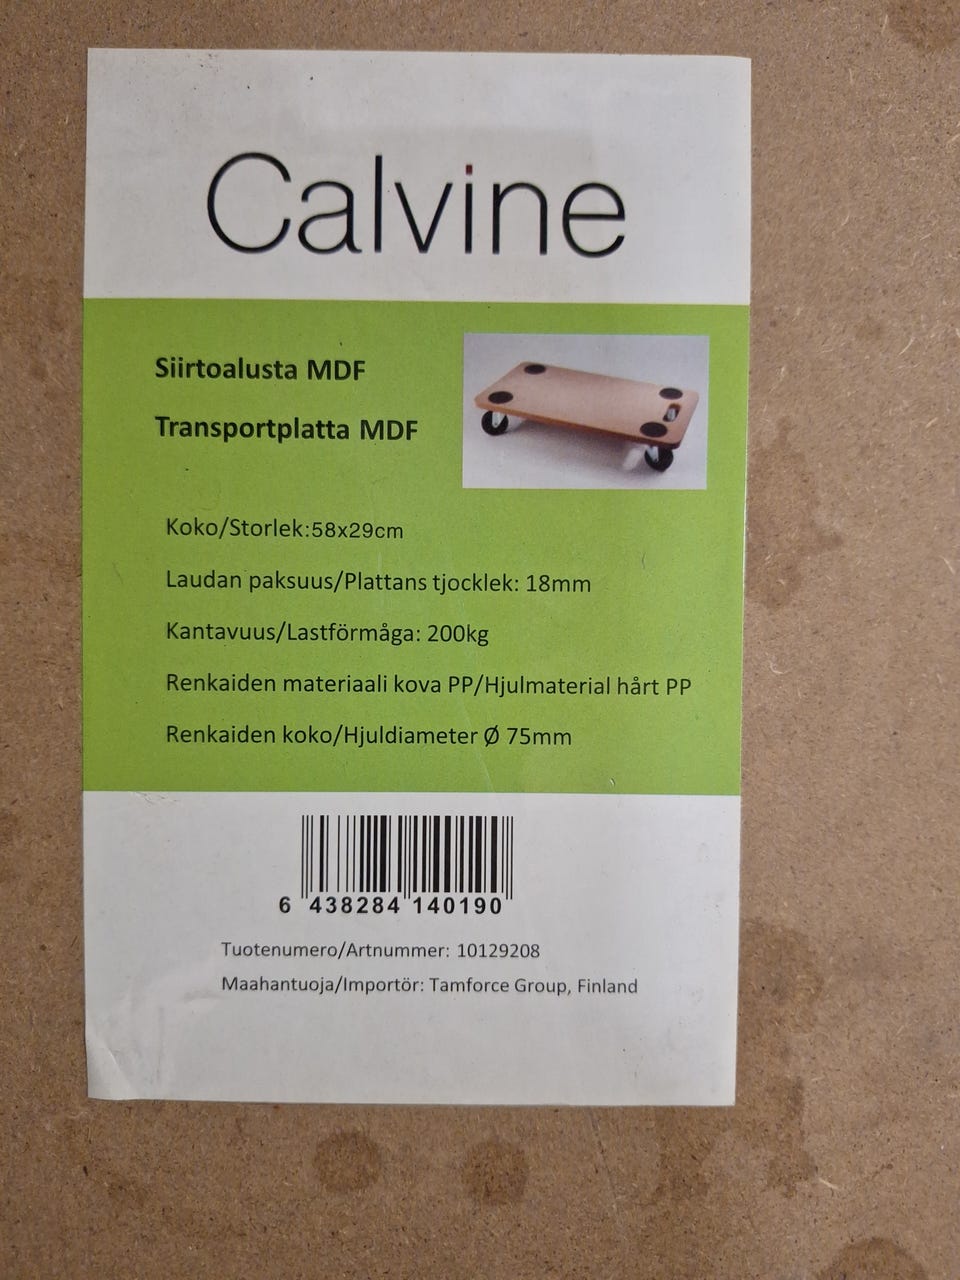 Calvine
Siirtoalusta MDF
Transportplatta MDF
Koko/Storlek:58x29cm
Laudan paksuus/Plattans tjocklek: 18mm
Kantavuus/Lastförmåga: 200kg
Renkaiden materiaali kova PP/Hjulmaterial hårt PP
Renkaiden koko/Hjuldiameter Ø 75mm
6 438284 140190
Tuotenumero/Artnummer: 10129208
Maahantuoja/Importör: Tamforce Group, Finland